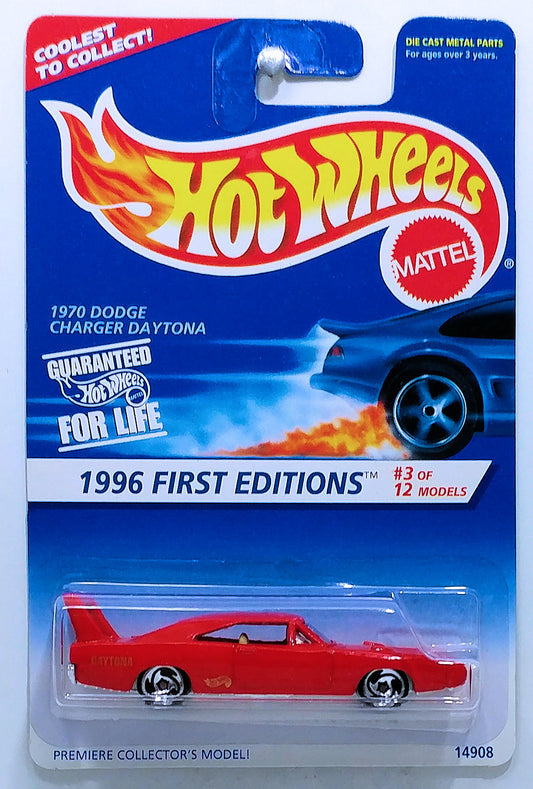 COOLEST
TO COLLECT!
DIE CAST METAL PARTS
For ages over 3 years.
HOT WHEELS
MATTEL
®
1970 DODGE
CHARGER DAYTONA
GUARANTEED
Hot Wheels
MATTEL
FOR LIFE
1996 FIRST EDITIONS™
#3 OF
12 MODELS
DAYTONA
PREMIERE COLLECTOR'S MODEL!
14908